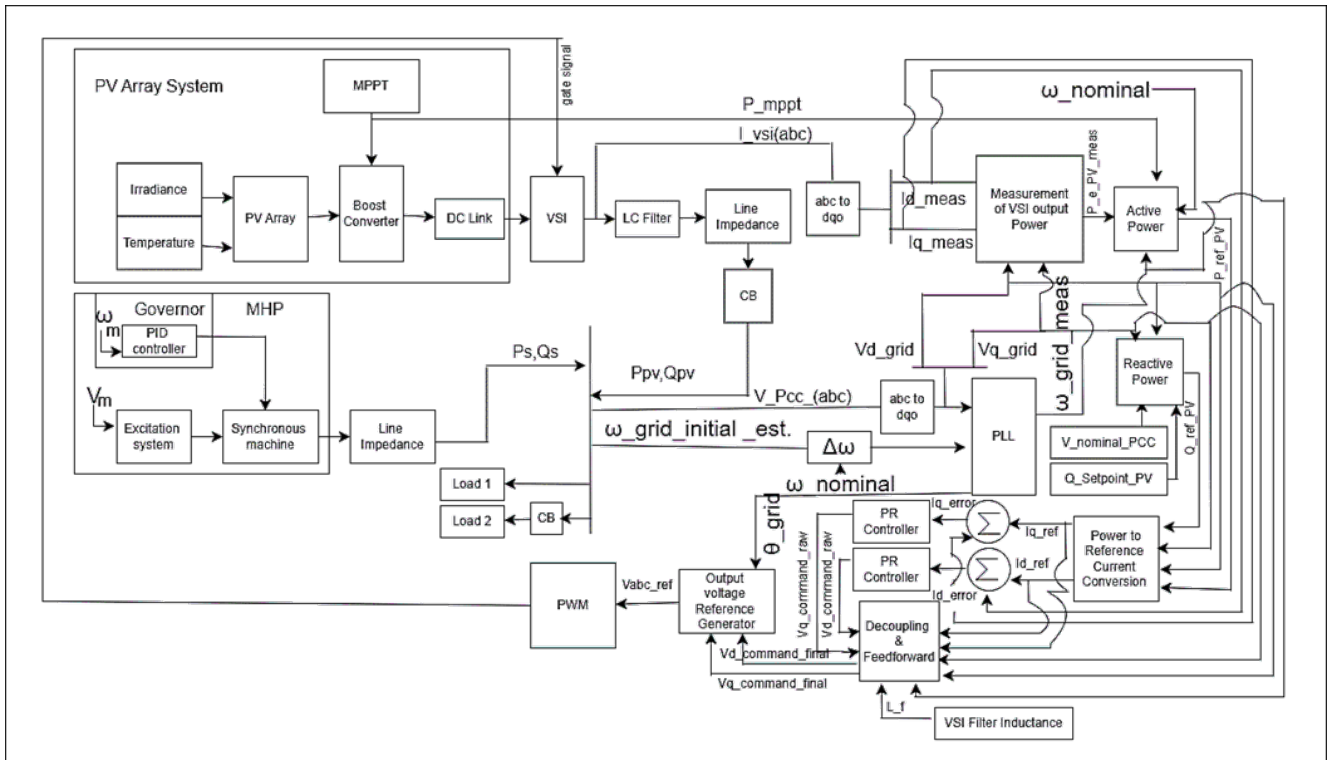 PV Array System
MPPT
gate signal
P_mppt
I_vsi(abc)
ω_nominal
Irradiance
Temperature
PV Array
Boost
Converter
DC Link
VSI
LC Filter
Line
Impedance
abc to
dqo
Id_meas
Iq_meas
Measurement
of VSI output
Power
P_e_PV_meas
Active
Power
P_ref_PV
CB
Governor
MHP
ω_m
PID
controller
Vm
Excitation
system
Synchronous
machine
Line
Impedance
Ps,Qs
Ppv,Qpv
V_Pcc_(abc)
abc to
dqo
Vd_grid
Vq_grid
ω_grid_meas
PLL
Reactive
Power
Q_ref_PV
V_nominal_PCC
Q_Setpoint_PV
ω_grid_initial _est.
Δω
ω_nominal
θ_grid
Load 1
Load 2
CB
PR
Controller
PR
Controller
Iq_error
Id_error
∑
∑
Iq_ref
Id_ref
Power to
Reference
Current
Conversion
Vq_command_raw
Vd_command_raw
PWM
Vabc_ref
Output
voltage
Reference
Generator
Decoupling
&
Feedforward
Vd_command_final
Vq_command_final
L_f
VSI Filter Inductance